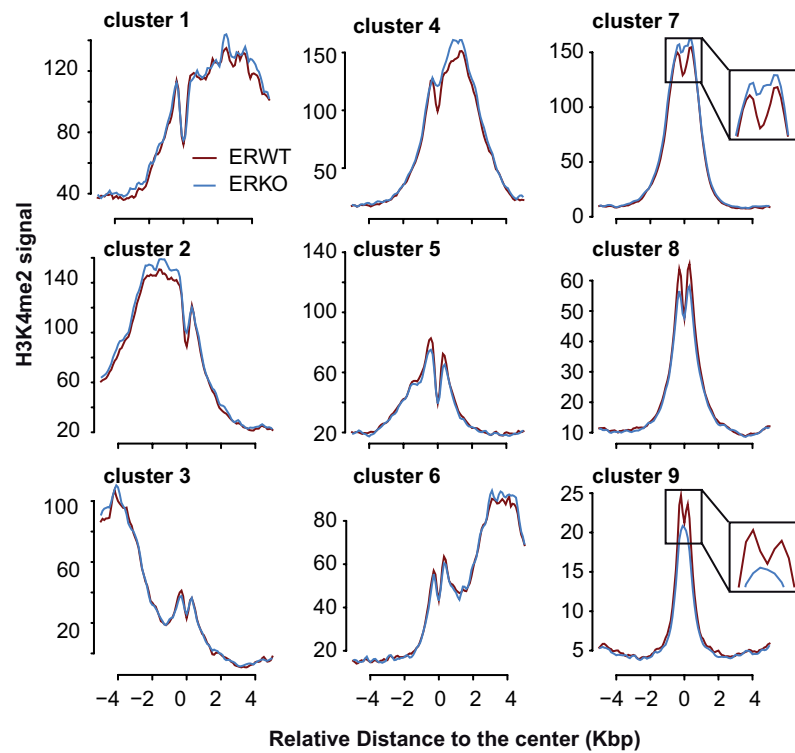 cluster 1
120
80
40
ERWT
ERKO
cluster 4
150
100
50
cluster 7
150
100
50
0
cluster 2
140
100
60
20
cluster 5
140
100
60
20
cluster 8
60
50
40
30
20
10
cluster 3
100
60
20
−4 −2 0 2 4
cluster 6
80
60
40
20
−4 −2 0 2 4
cluster 9
25
20
15
10
5
−4 −2 0 2 4
H3K4me2 signal
Relative Distance to the center (Kbp)